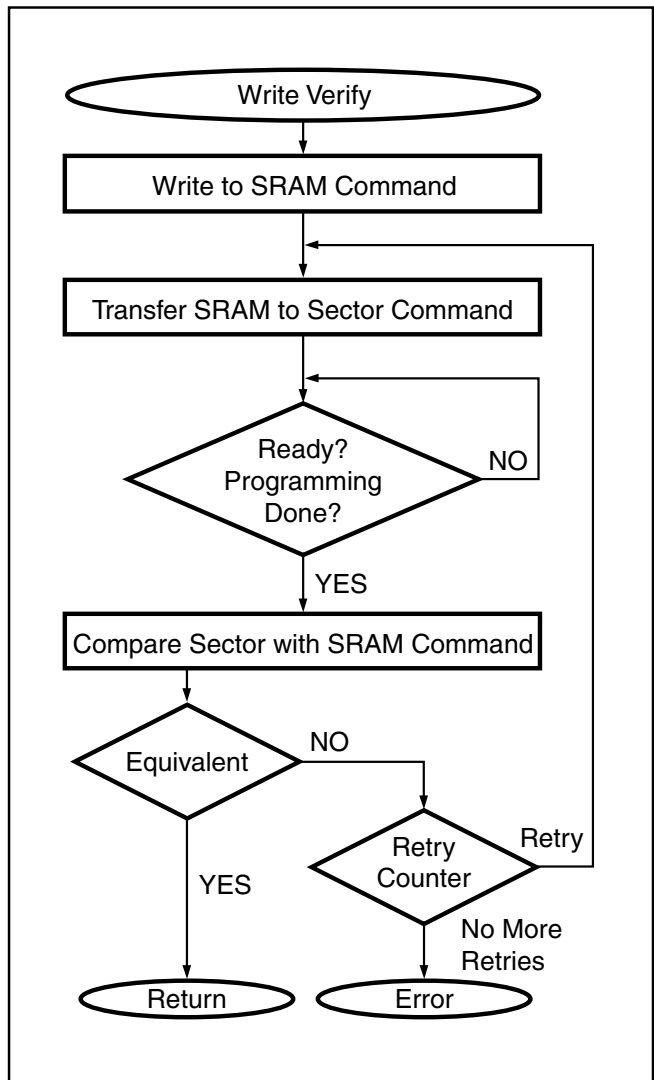 Write Verify
Write to SRAM Command
Transfer SRAM to Sector Command
Ready?
Programming
Done?
NO
YES
Compare Sector with SRAM Command
Equivalent
NO
Retry
Counter
Retry
YES
No More
Retries
Return
Error